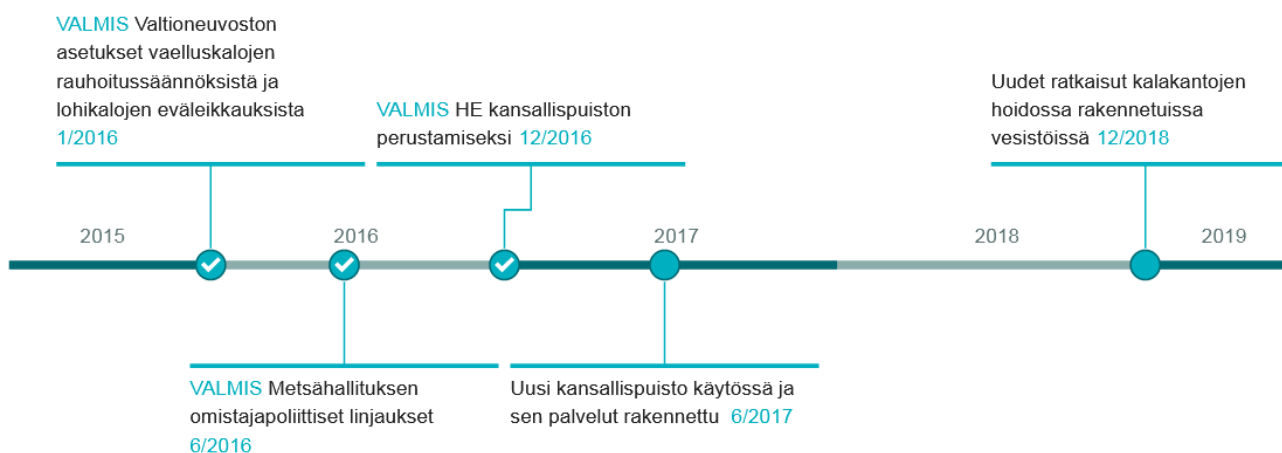 VALMIS Valtioneuvoston
asetukset vaelluskalojen
rauhoitussäännöksistä ja
lohikalojen eväleikkauksista
1/2016
VALMIS HE kansallispuiston
perustamiseksi 12/2016
Uudet ratkaisut kalakantojen
hoidossa rakennetuissa
vesistöissä 12/2018
2015
2016
2017
2018
2019
VALMIS Metsähallituksen
omistajapoliittiset linjaukset
6/2016
Uusi kansallispuisto käytössä ja
sen palvelut rakennettu 6/2017